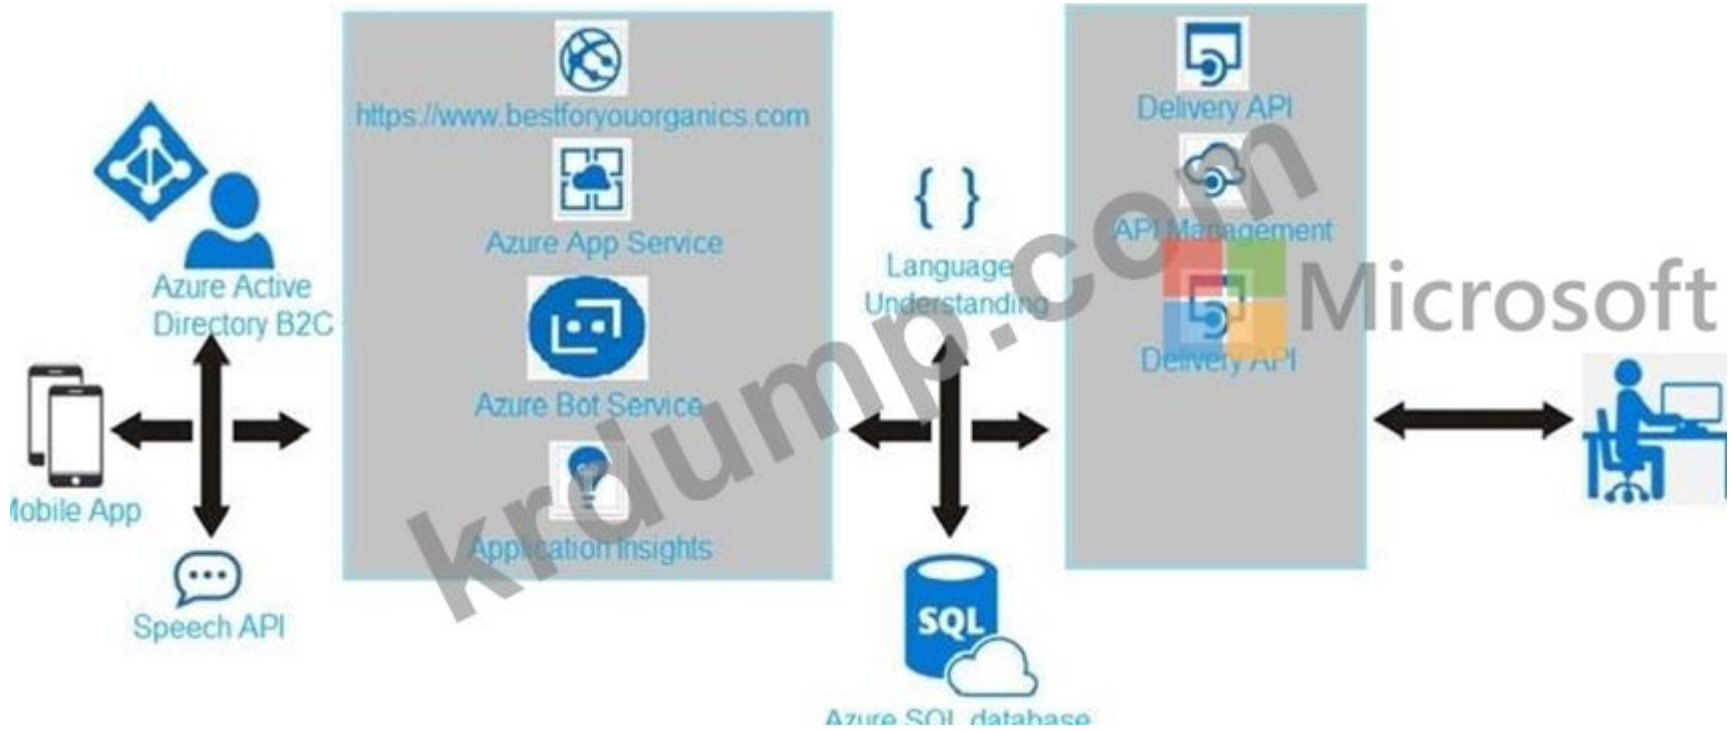 https://www.bestforyouorganics.com
Azure App Service
Azure Bot Service
Application Insights
Azure Active
Directory B2C
Mobile App
Speech API
{ }
Language
Understanding
SQL
Azure SQL database
Delivery API
API Management
Delivery API
Microsoft
krdump.com